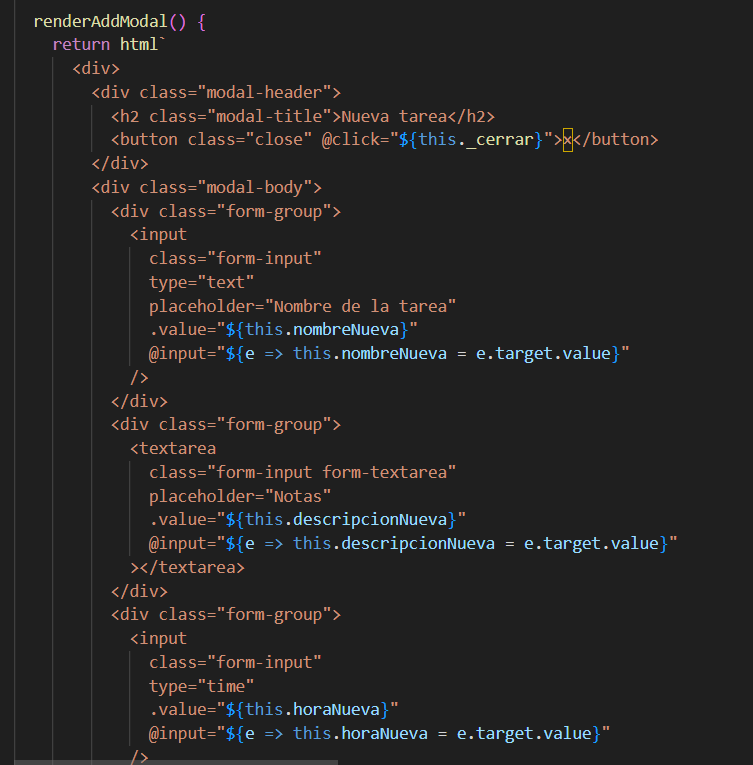 renderAddModal() {
return html`
<div>
<div class="modal-header">
<h2 class="modal-title">Nueva tarea</h2>
<button class="close" @click="${this._cerrar}">x</button>
</div>
<div class="modal-body">
<div class="form-group">
<input
class="form-input"
type="text"
placeholder="Nombre de la tarea"
.value="${this.nombreNueva}"
@input="${e => this.nombreNueva = e.target.value}"
/>
</div>
<div class="form-group">
<textarea
class="form-input form-textarea"
placeholder="Notas"
.value="${this.descripcionNueva}"
@input="${e => this.descripcionNueva = e.target.value}"
></textarea>
</div>
<div class="form-group">
<input
class="form-input"
type="time"
.value="${this.horaNueva}"
@input="${e => this.horaNueva = e.target.value}"
/>